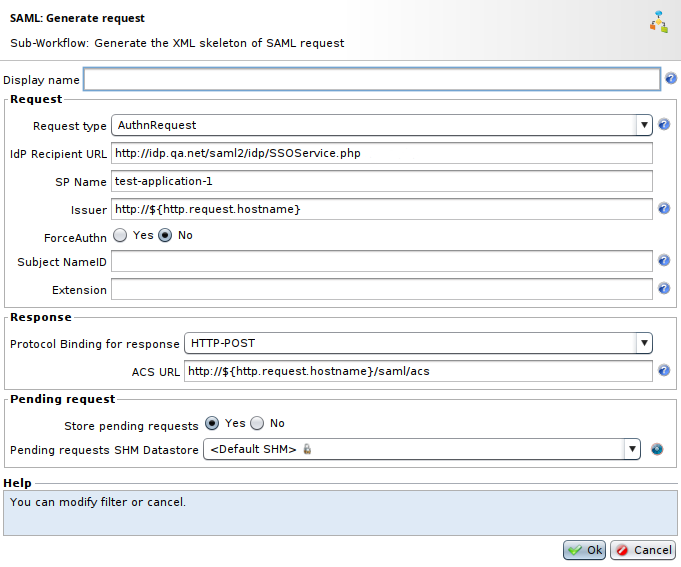 SAML: Generate request
Sub-Workflow: Generate the XML skeleton of SAML request
Display name
Request
Request type AuthnRequest
IdP Recipient URL http://idp.qa.net/saml2/idp/SSOService.php
SP Name test-application-1
Issuer http://${http.request.hostname}
ForceAuthn Yes No
Subject NameID
Extension
Response
Protocol Binding for response HTTP-POST
ACS URL http://${http.request.hostname}/saml/acs
Pending request
Store pending requests Yes No
Pending requests SHM Datastore <Default SHM>
Help
You can modify filter or cancel.
Ok Cancel